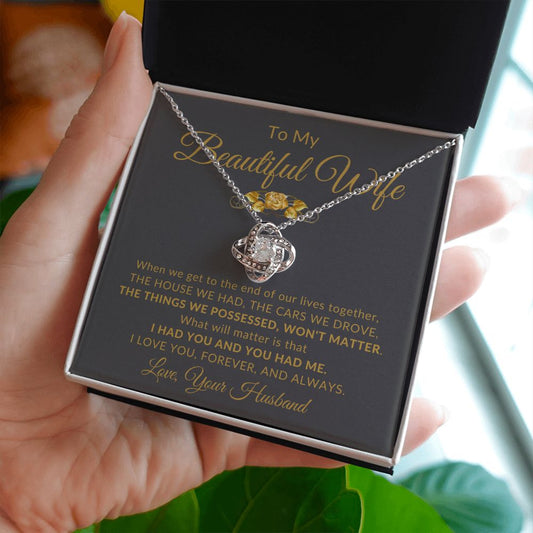 To My
Beautiful Wife
When we get to the end of our lives together,
THE HOUSE WE HAD, THE CARS WE DROVE,
THE THINGS WE POSSESSED, WON'T MATTER.
What will matter is that
I HAD YOU AND YOU HAD ME.
I LOVE YOU, FOREVER, AND ALWAYS.
Love, Your Husband